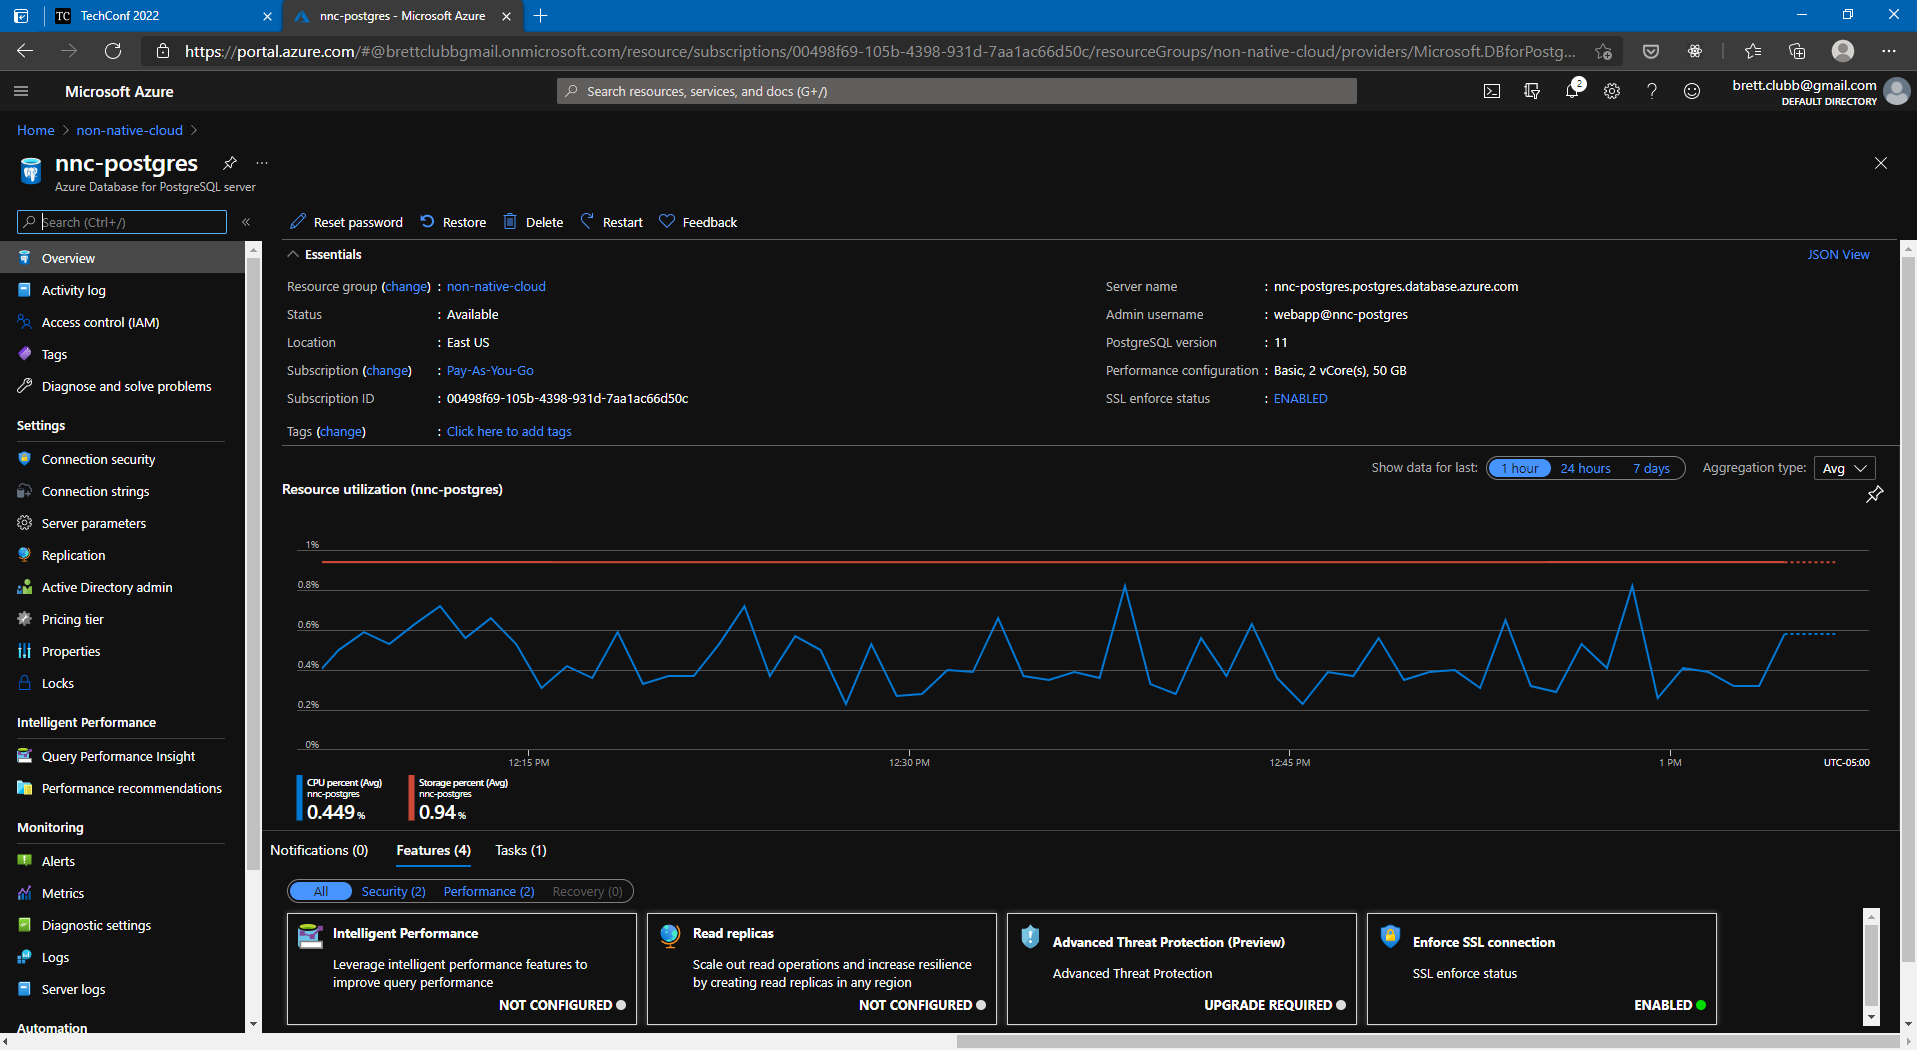 TechConf 2022
nnc-postgres - Microsoft Azure
https://portal.azure.com/#@brettclubbgmail.onmicrosoft.com/resource/subscriptions/00498f69-105b-4398-931d-7aa1ac66d50c/resourceGroups/non-native-cloud/providers/Microsoft.DBforPostg...
Microsoft Azure
Search resources, services, and docs (G+/)
2
brett.clubb@gmail.com
DEFAULT DIRECTORY
Home > non-native-cloud >
nnc-postgres
Azure Database for PostgreSQL server
Search (Ctrl+/)
Overview
Activity log
Access control (IAM)
Tags
Diagnose and solve problems
Settings
Connection security
Connection strings
Server parameters
Replication
Active Directory admin
Pricing tier
Properties
Locks
Intelligent Performance
Query Performance Insight
Performance recommendations
Monitoring
Alerts
Metrics
Diagnostic settings
Logs
Server logs
Automation
Reset password Restore Delete Restart Feedback
Essentials
JSON View
Resource group (change) : non-native-cloud
Status : Available
Location : East US
Subscription (change) : Pay-As-You-Go
Subscription ID : 00498f69-105b-4398-931d-7aa1ac66d50c
Tags (change) : Click here to add tags
Server name : nnc-postgres.postgres.database.azure.com
Admin username : webapp@nnc-postgres
PostgreSQL version : 11
Performance configuration : Basic, 2 vCore(s), 50 GB
SSL enforce status : ENABLED
Show data for last: 1 hour 24 hours 7 days Aggregation type: Avg
Resource utilization (nnc-postgres)
1%
0.8%
0.6%
0.4%
0.2%
0%
12:15 PM 12:30 PM 12:45 PM 1 PM UTC-05:00
CPU percent (Avg)
nnc-postgres
0.449 %
Storage percent (Avg)
nnc-postgres
0.94 %
Notifications (0) Features (4) Tasks (1)
All Security (2) Performance (2) Recovery (0)
Intelligent Performance
Leverage intelligent performance features to
improve query performance
NOT CONFIGURED
Read replicas
Scale out read operations and increase resilience
by creating read replicas in any region
NOT CONFIGURED
Advanced Threat Protection (Preview)
Advanced Threat Protection
UPGRADE REQUIRED
Enforce SSL connection
SSL enforce status
ENABLED